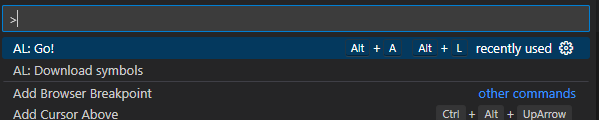 >
AL: Go! Alt + A Alt + L recently used
AL: Download symbols
Add Browser Breakpoint other commands
Add Cursor Above Ctrl + Alt + UpArrow